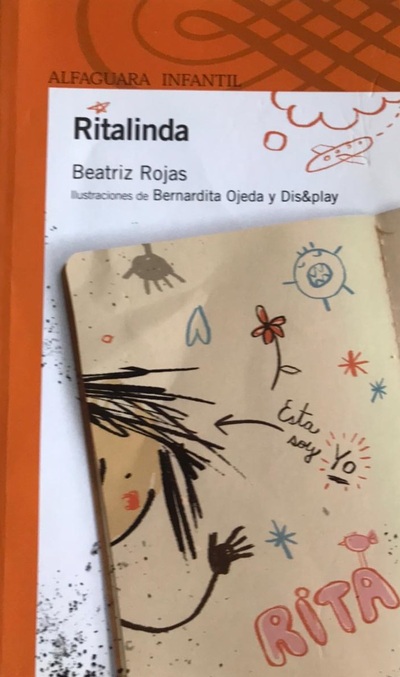 ALFAGUARA INFANTIL
Ritalinda
Beatriz Rojas
Ilustraciones de Bernardita Ojeda y Dis&play
Esta
soy Yo
RITA